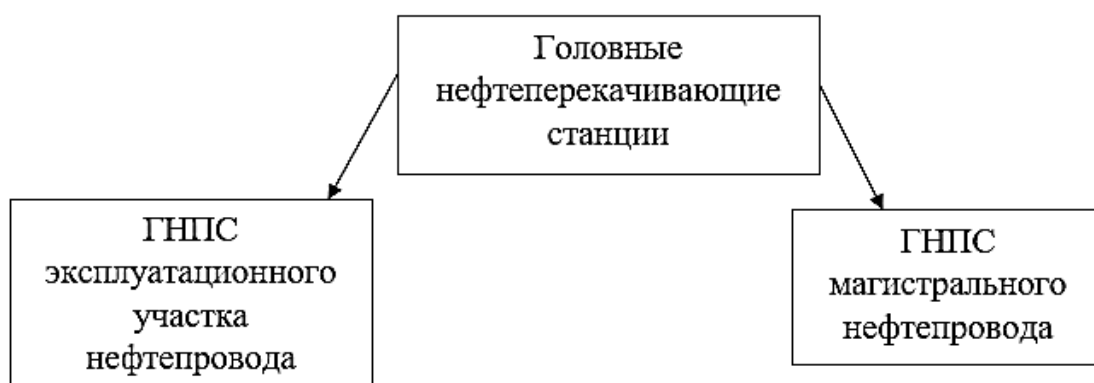 Головные
нефтеперекачивающие
станции
ГНПС
эксплуатационного
участка
нефтепровода
ГНПС
магистрального
нефтепровода